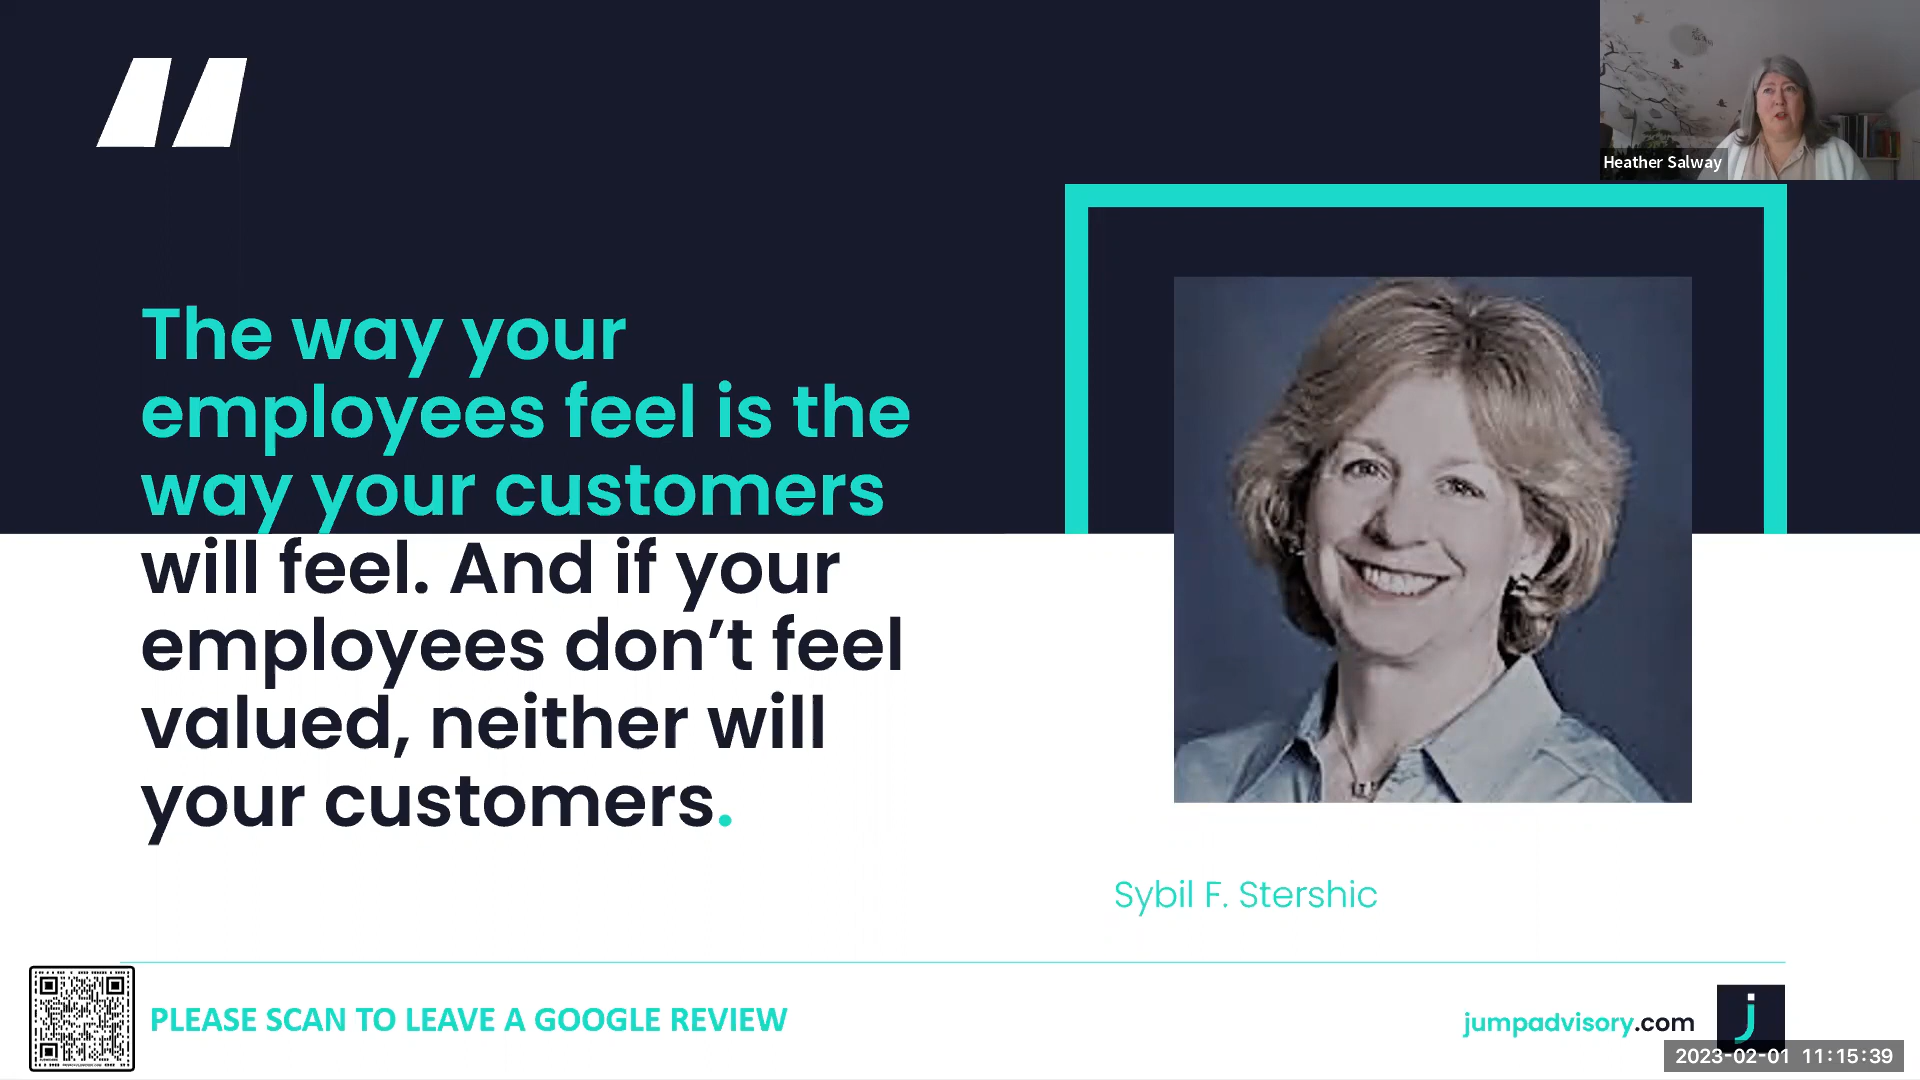 Heather Salway
The way your
employees feel is the
way your customers
will feel. And if your
employees don’t feel
valued, neither will
your customers.
Sybil F. Stershic
PLEASE SCAN TO LEAVE A GOOGLE REVIEW
jumpadvisory.com
j
2023-02-01 11:15:39